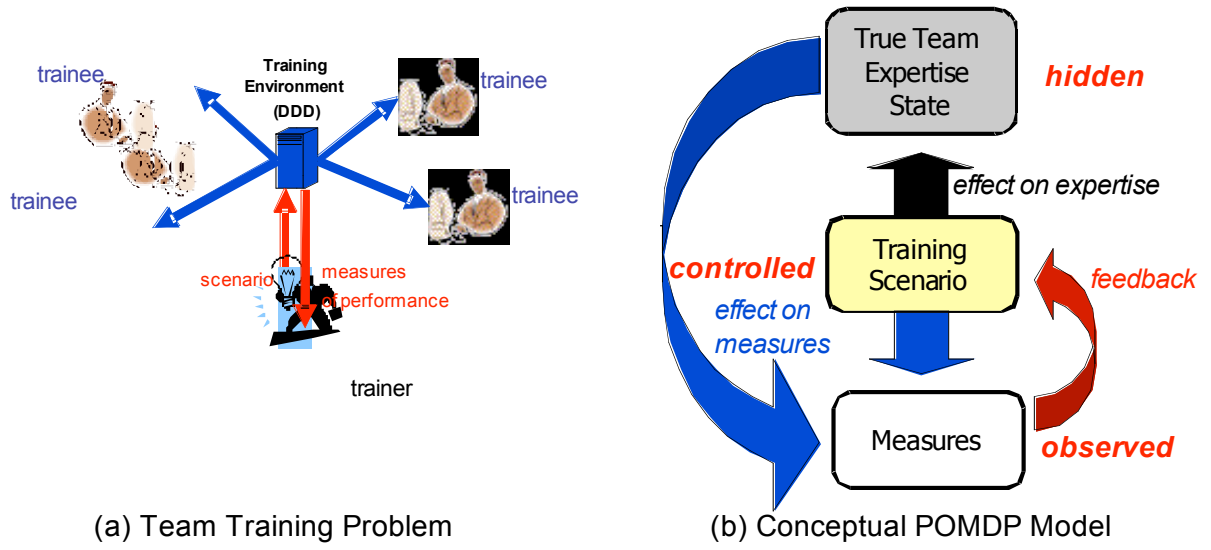 trainee
Training
Environment
(DDD)
trainee
trainee
trainee
scenario
measures
of performance
trainer
(a) Team Training Problem
True Team
Expertise
State
hidden
effect on expertise
controlled
Training
Scenario
feedback
effect on
measures
Measures
observed
(b) Conceptual POMDP Model